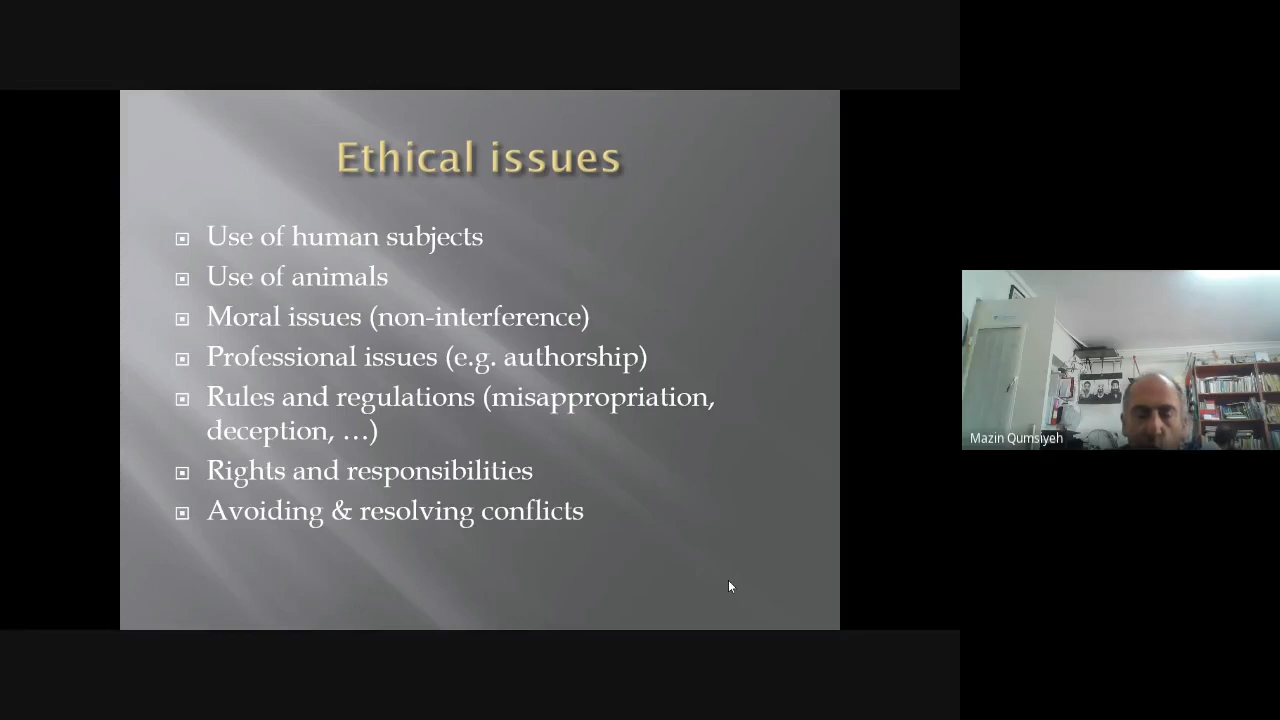 Ethical issues
Use of human subjects
Use of animals
Moral issues (non-interference)
Professional issues (e.g. authorship)
Rules and regulations (misappropriation,
deception, …)
Rights and responsibilities
Avoiding & resolving conflicts
Mazin Qumsiyeh